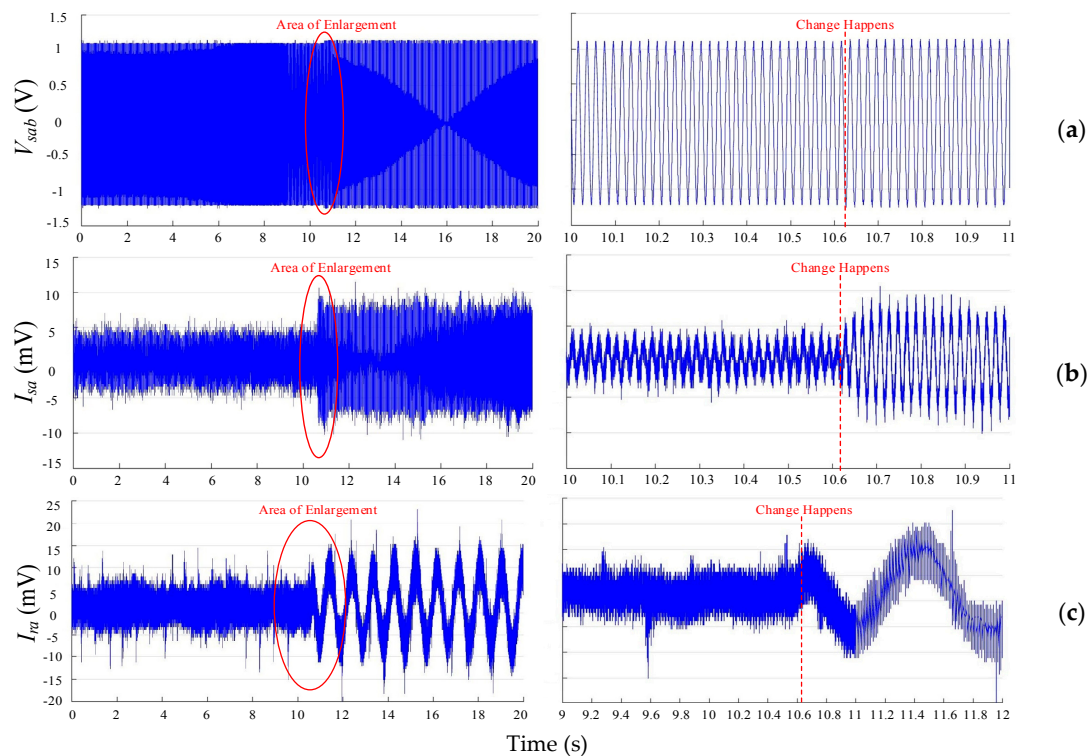 Area of Enlargement
Change Happens
V_sab (V)
1.5
1
0.5
0
-0.5
-1
-1.5
0 2 4 6 8 10 12 14 16 18 20
10 10.1 10.2 10.3 10.4 10.5 10.6 10.7 10.8 10.9 11
(a)
Area of Enlargement
Change Happens
I_sa (mV)
15
10
5
0
-5
-10
-15
0 2 4 6 8 10 12 14 16 18 20
10 10.1 10.2 10.3 10.4 10.5 10.6 10.7 10.8 10.9 11
(b)
Area of Enlargement
Change Happens
I_ra (mV)
25
20
15
10
5
0
-5
-10
-15
-20
0 2 4 6 8 10 12 14 16 18 20
9 9.2 9.4 9.6 9.8 10 10.2 10.4 10.6 10.8 11 11.2 11.4 11.6 11.8 12
(c)
Time (s)